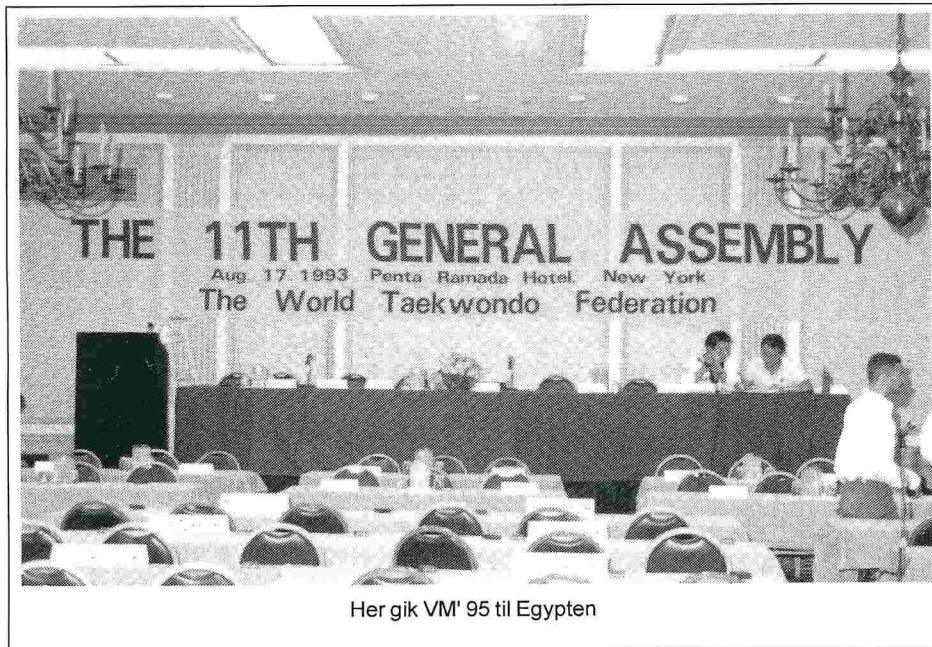 THE 11TH GENERAL ASSEMBLY
Aug. 17 1993 Penta Ramada Hotel. New York
The World Taekwondo Federation
Her gik VM' 95 til Egypten